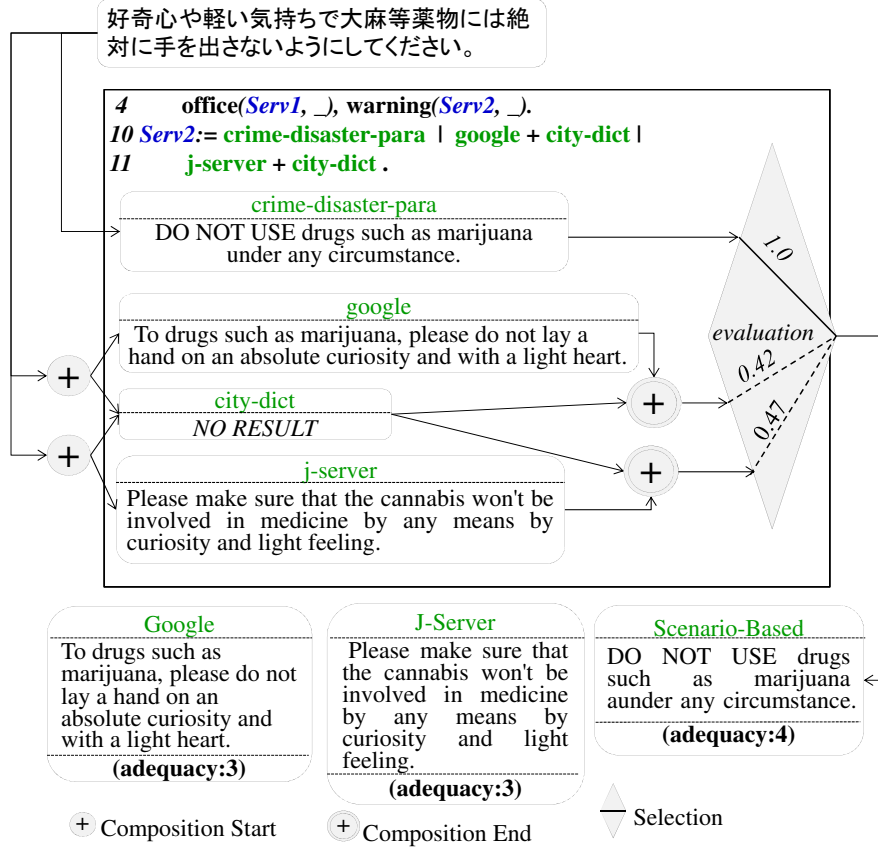 好奇心や軽い気持ちで大麻等薬物には絶
対に手を出さないようにしてください。
4 office(Serv1, _), warning(Serv2, _).
10 Serv2:= crime-disaster-para | google + city-dict |
11 j-server + city-dict .
crime-disaster-para
DO NOT USE drugs such as marijuana
under any circumstance.
1.0
google
To drugs such as marijuana, please do not lay a
hand on an absolute curiosity and with a light heart.
evaluation
0.42
+
city-dict
NO RESULT
+
0.47
+
+
j-server
Please make sure that the cannabis won't be
involved in medicine by any means by
curiosity and light feeling.
Google
To drugs such as
marijuana, please do not
lay a hand on an
absolute curiosity and
with a light heart.
(adequacy:3)
J-Server
Please make sure that
the cannabis won't be
involved in medicine
by any means by
curiosity and light
feeling.
(adequacy:3)
Scenario-Based
DO NOT USE drugs
such as marijuana
aunder any circumstance.
(adequacy:4)
+ Composition Start
+ Composition End
Selection